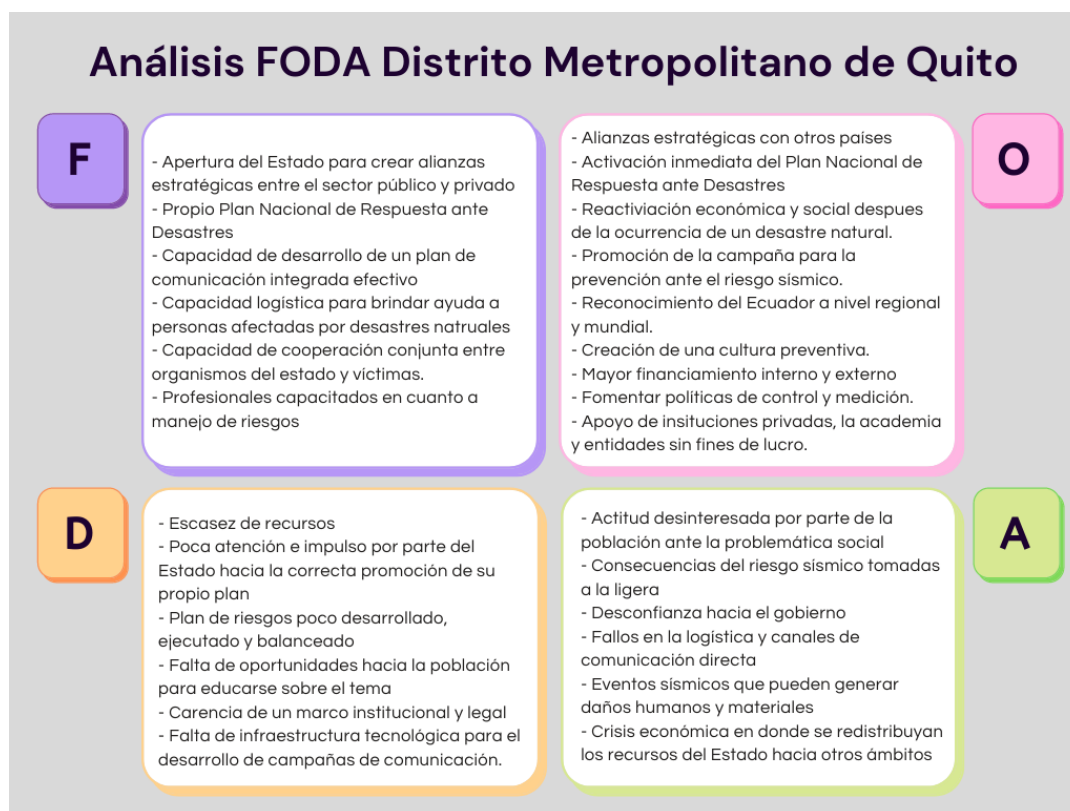 Análisis FODA Distrito Metropolitano de Quito
F
- Apertura del Estado para crear alianzas
estratégicas entre el sector público y privado
- Propio Plan Nacional de Respuesta ante
Desastres
- Capacidad de desarrollo de un plan de
comunicación integrada efectivo
- Capacidad logística para brindar ayuda a
personas afectadas por desastres natruales
- Capacidad de cooperación conjunta entre
organismos del estado y víctimas.
- Profesionales capacitados en cuanto a
manejo de riesgos
O
- Alianzas estratégicas con otros países
- Activación inmediata del Plan Nacional de
Respuesta ante Desastres
- Reactiviación económica y social despues
de la ocurrencia de un desastre natural.
- Promoción de la campaña para la
prevención ante el riesgo sísmico.
- Reconocimiento del Ecuador a nivel regional
y mundial.
- Creación de una cultura preventiva.
- Mayor financiamiento interno y externo
- Fomentar políticas de control y medición.
- Apoyo de insituciones privadas, la academia
y entidades sin fines de lucro.
D
- Escasez de recursos
- Poca atención e impulso por parte del
Estado hacia la correcta promoción de su
propio plan
- Plan de riesgos poco desarrollado,
ejecutado y balanceado
- Falta de oportunidades hacia la población
para educarse sobre el tema
- Carencia de un marco institucional y legal
- Falta de infraestructura tecnológica para el
desarrollo de campañas de comunicación.
A
- Actitud desinteresada por parte de la
población ante la problemática social
- Consecuencias del riesgo sísmico tomadas
a la ligera
- Desconfianza hacia el gobierno
- Fallos en la logística y canales de
comunicación directa
- Eventos sísmicos que pueden generar
daños humanos y materiales
- Crisis económica en donde se redistribuyan
los recursos del Estado hacia otros ámbitos